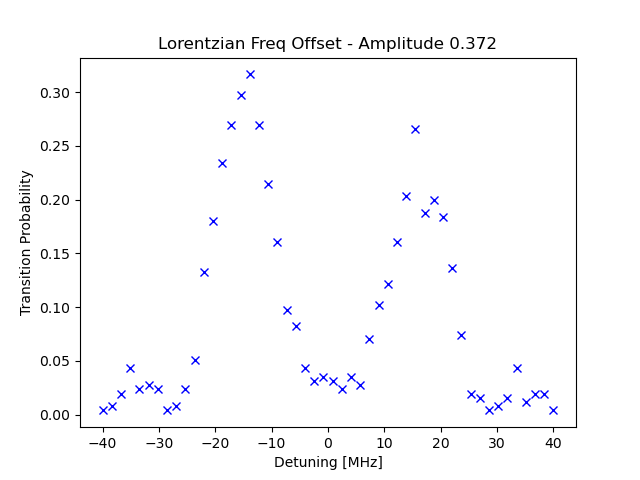 Lorentzian Freq Offset - Amplitude 0.372
0.30
0.25
0.20
0.15
0.10
0.05
0.00
Transition Probability
−40 −30 −20 −10 0 10 20 30 40
Detuning [MHz]